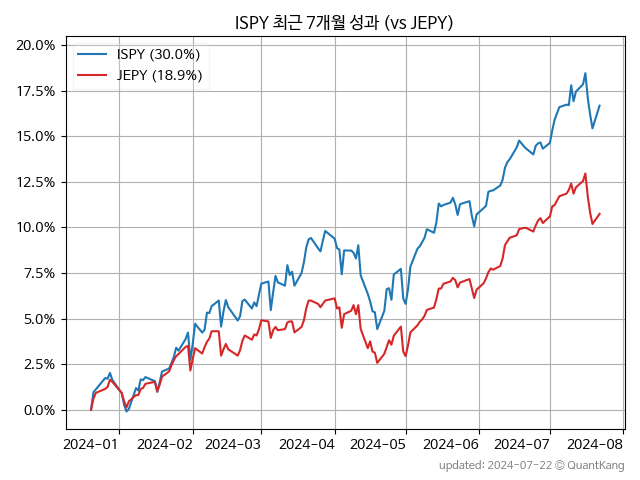 ISPY 최근 7개월 성과 (vs JEPY)
20.0%
17.5%
15.0%
12.5%
10.0%
7.5%
5.0%
2.5%
0.0%
ISPY (30.0%)
JEPY (18.9%)
2024-01 2024-02 2024-03 2024-04 2024-05 2024-06 2024-07 2024-08
updated: 2024-07-22 © QuantKang